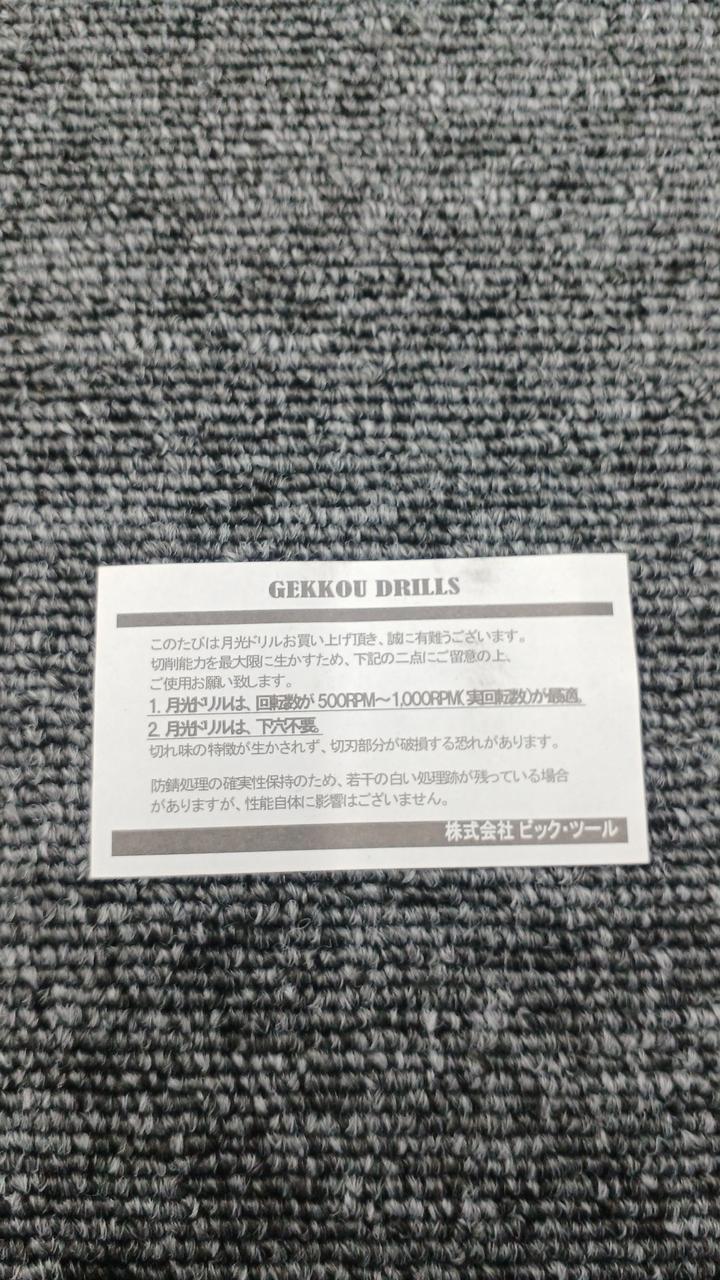 GEKKOU DRILLS
このたびは月光ドリルお買い上げ頂き、誠に有難うございます。
切削能力を最大限に生かすため、下記の二点にご留意の上、
ご使用お願い致します。
1. 月光ドリルは、回転数が 500RPM～1,000RPM(実回転数)が最適。
2. 月光ドリルは、下穴不要。
切れ味の特徴が生かされず、切刃部分が破損する恐れがあります。
防錆処理の確実性保持のため、若干の白い処理跡が残っている場合
がありますが、性能自体に影響はございません。
株式会社 ビック・ツール